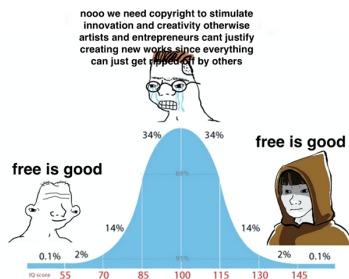 nooo we need copyright to stimulate
innovation and creativity otherwise
artists and entrepreneurs cant justify
creating new works since everything
can just get ripped off by others
34%
34%
free is good
free is good
68%
14%
14%
0.1%
2%
2%
0.1%
95%
IQ score
55
70
85
100
115
130
145